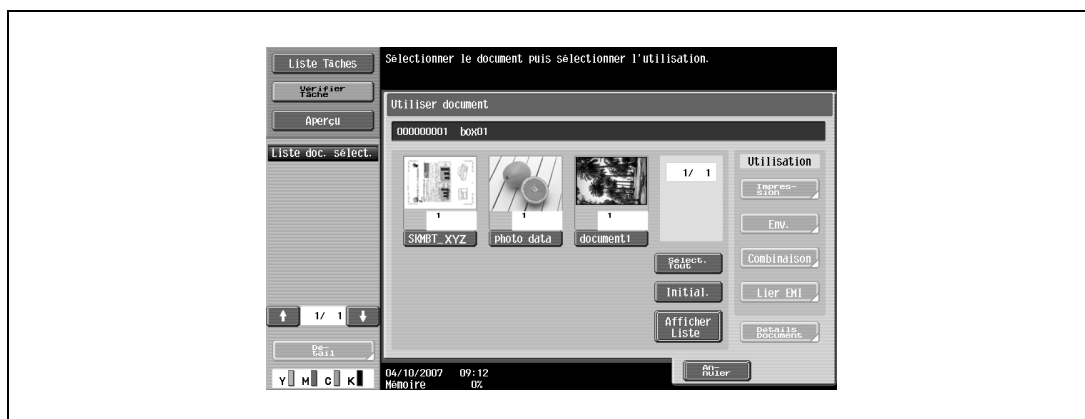 Liste Tâches
Vérifier
Tâche
Aperçu
Liste doc. sélect.
1/ 1
Dé-
tail
Y M C K
Sélectionner le document puis sélectionner l'utilisation.
Utiliser document
000000001 box01
1
SKMBT_XYZ
1
photo data
1
document1
1/ 1
Sélect.
Tout
Initial.
Afficher
Liste
Utilisation
Impres-
sion
Env.
Combinaison
Lier EMI
Détails
Document
An-
nuler
04/10/2007 09:12
Mémoire 0%